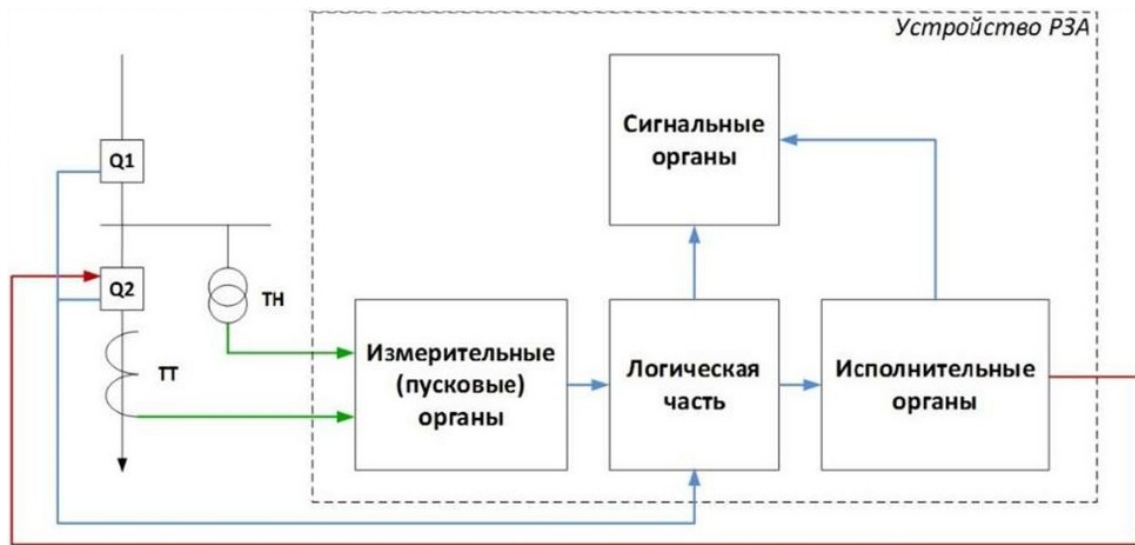 Устройство РЗА
Сигнальные
органы
Q1
Q2
ТН
ТТ
Измерительные
(пусковые)
органы
Логическая
часть
Исполнительные
органы